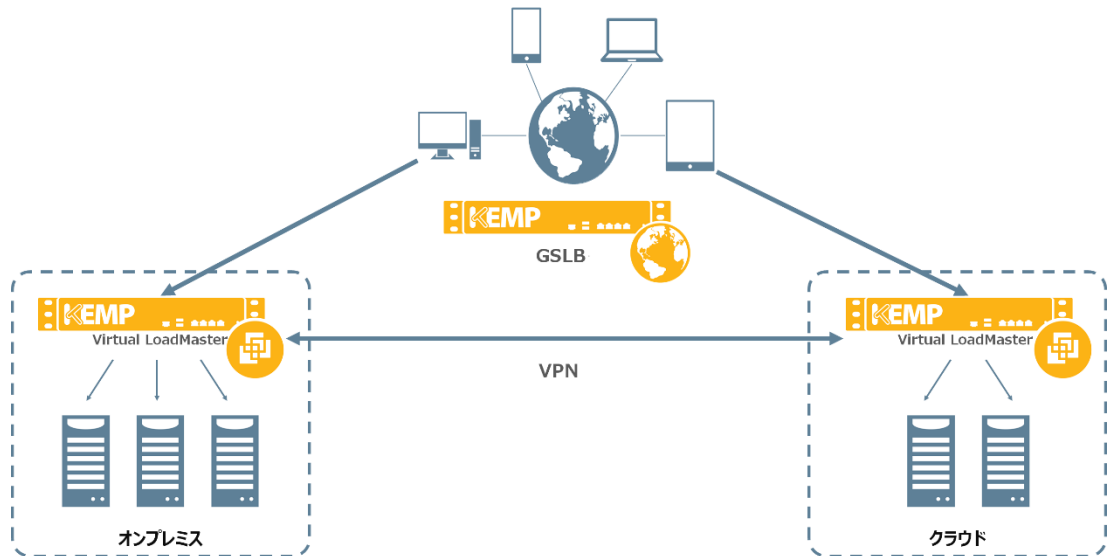 KEMP
GSLB
KEMP
Virtual LoadMaster
KEMP
Virtual LoadMaster
VPN
オンプレミス
クラウド